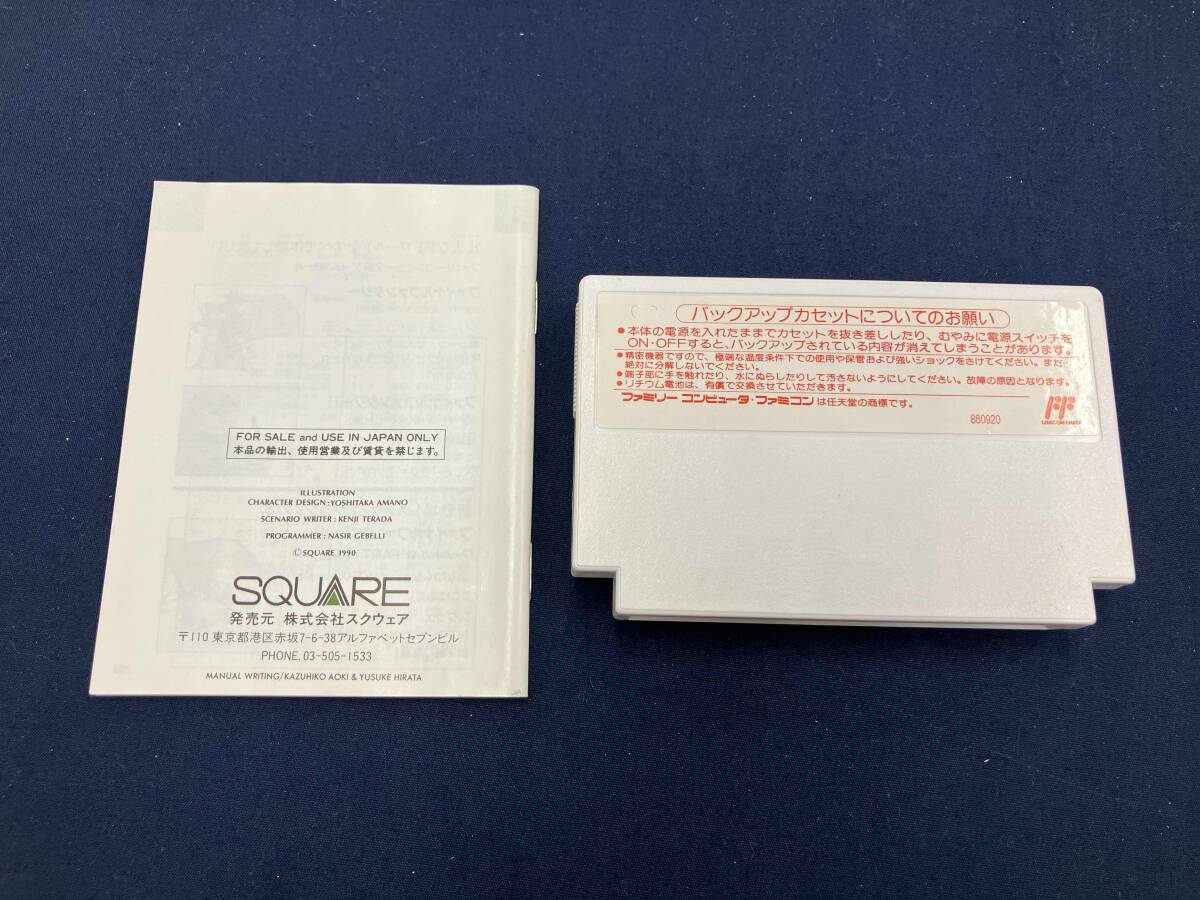 FOR SALE and USE IN JAPAN ONLY
本品の輸出、使用営業及び賃貸を禁じます。
ILLUSTRATION
CHARACTER DESIGN:YOSHITAKA AMANO
SCENARIO WRITER:KENJI TERADA
PROGRAMMER:NASIR GEBELLI
©SQUARE 1990
SQUARE
発売元 株式会社スクウェア
〒110 東京都港区赤坂7-6-38アルファベットセブンビル
PHONE. 03-505-1533
MANUAL WRITING/KAZUHIKO AOKI & YUSUKE HIRATA
バックアップカセットについてのお願い
●本体の電源を入れたままでカセットを抜き差ししたり、むやみに電源スイッチを
ON・OFFすると、バックアップされている内容が消えてしまうことがあります。
●精密機器ですので、極端な温度条件下での使用や保管および強いショックをさけてください。また
絶対に分解しないでください。
●端子部に手を触れたり、水にぬらしたりして汚さないようにしてください。故障の原因となります。
●リチウム電池は、有償で交換させていただきます。
ファミリー コンピュータ・ファミコンは任天堂の商標です。
880920
FF